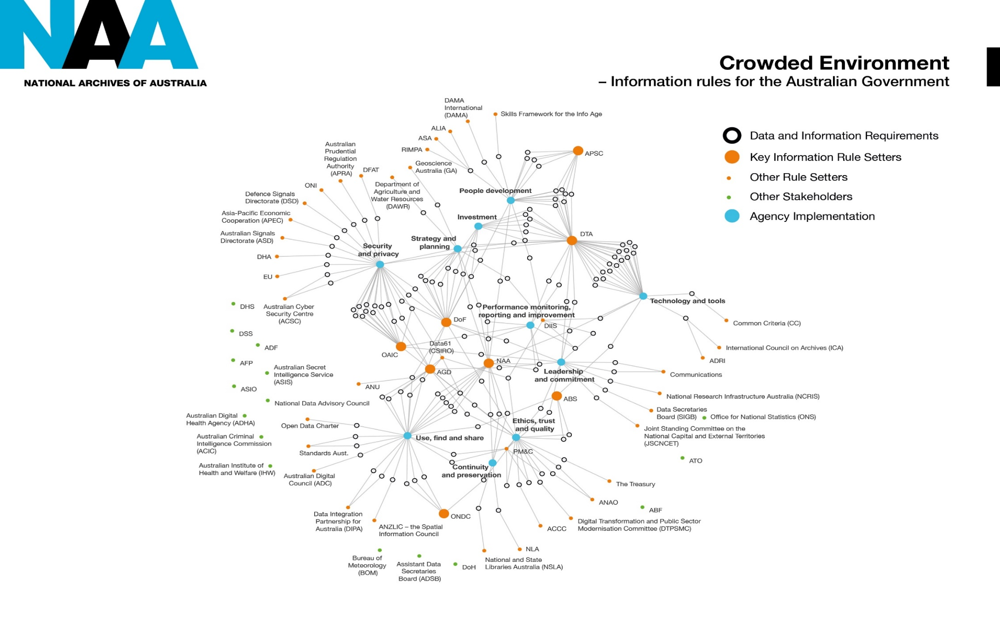 NAA
NATIONAL ARCHIVES OF AUSTRALIA
Crowded Environment
– Information rules for the Australian Government
Data and Information Requirements
Key Information Rule Setters
Other Rule Setters
Other Stakeholders
Agency Implementation
DAMA
International
(DAMA)
Skills Framework for the Info Age
ALIA
ASA
RIMPA
APSC
Geoscience
Australia (GA)
Australian
Prudential
Regulation
Authority
(APRA)
DFAT
Department of
Agriculture and
Water Resources
(DAWR)
ONI
Defence Signals
Directorate (DSD)
Asia-Pacific Economic
Cooperation (APEC)
Australian Signals
Directorate (ASD)
DHA
EU
Australian Cyber
Security Centre
(ACSC)
People development
Investment
Strategy and
planning
Security
and privacy
DTA
Technology and tools
Performance monitoring,
reporting and improvement
DIIS
DoF
Data61
(CSIRO)
OAIC
AGD
NAA
Leadership
and commitment
ABS
Ethics, trust
and quality
PM&C
Continuity
and preservation
Use, find and share
ONDC
Common Criteria (CC)
International Council on Archives (ICA)
ADRI
Communications
National Research Infrastructure Australia (NCRIS)
Data Secretaries
Board (SIGB)
Office for National Statistics (ONS)
Joint Standing Committee on the
National Capital and External Territories
(JSCNCET)
ATO
The Treasury
ANAO
ABF
Digital Transformation and Public Sector
Modernisation Committee (DTPSMC)
ACCC
NLA
National and State
Libraries Australia (NSLA)
DHS
DSS
ADF
AFP
Australian Secret
Intelligence Service
(ASIS)
ASIO
ANU
National Data Advisory Council
Australian Digital
Health Agency (ADHA)
Open Data Charter
Australian Criminal
Intelligence Commission
(ACIC)
Standards Aust.
Australian Institute of
Health and Welfare (IHW)
Australian Digital
Council (ADC)
Data Integration
Partnership for
Australia (DIPA)
ANZLIC – the Spatial
Information Council
Bureau of
Meteorology
(BOM)
Assistant Data
Secretaries
Board (ADSB)
DoH